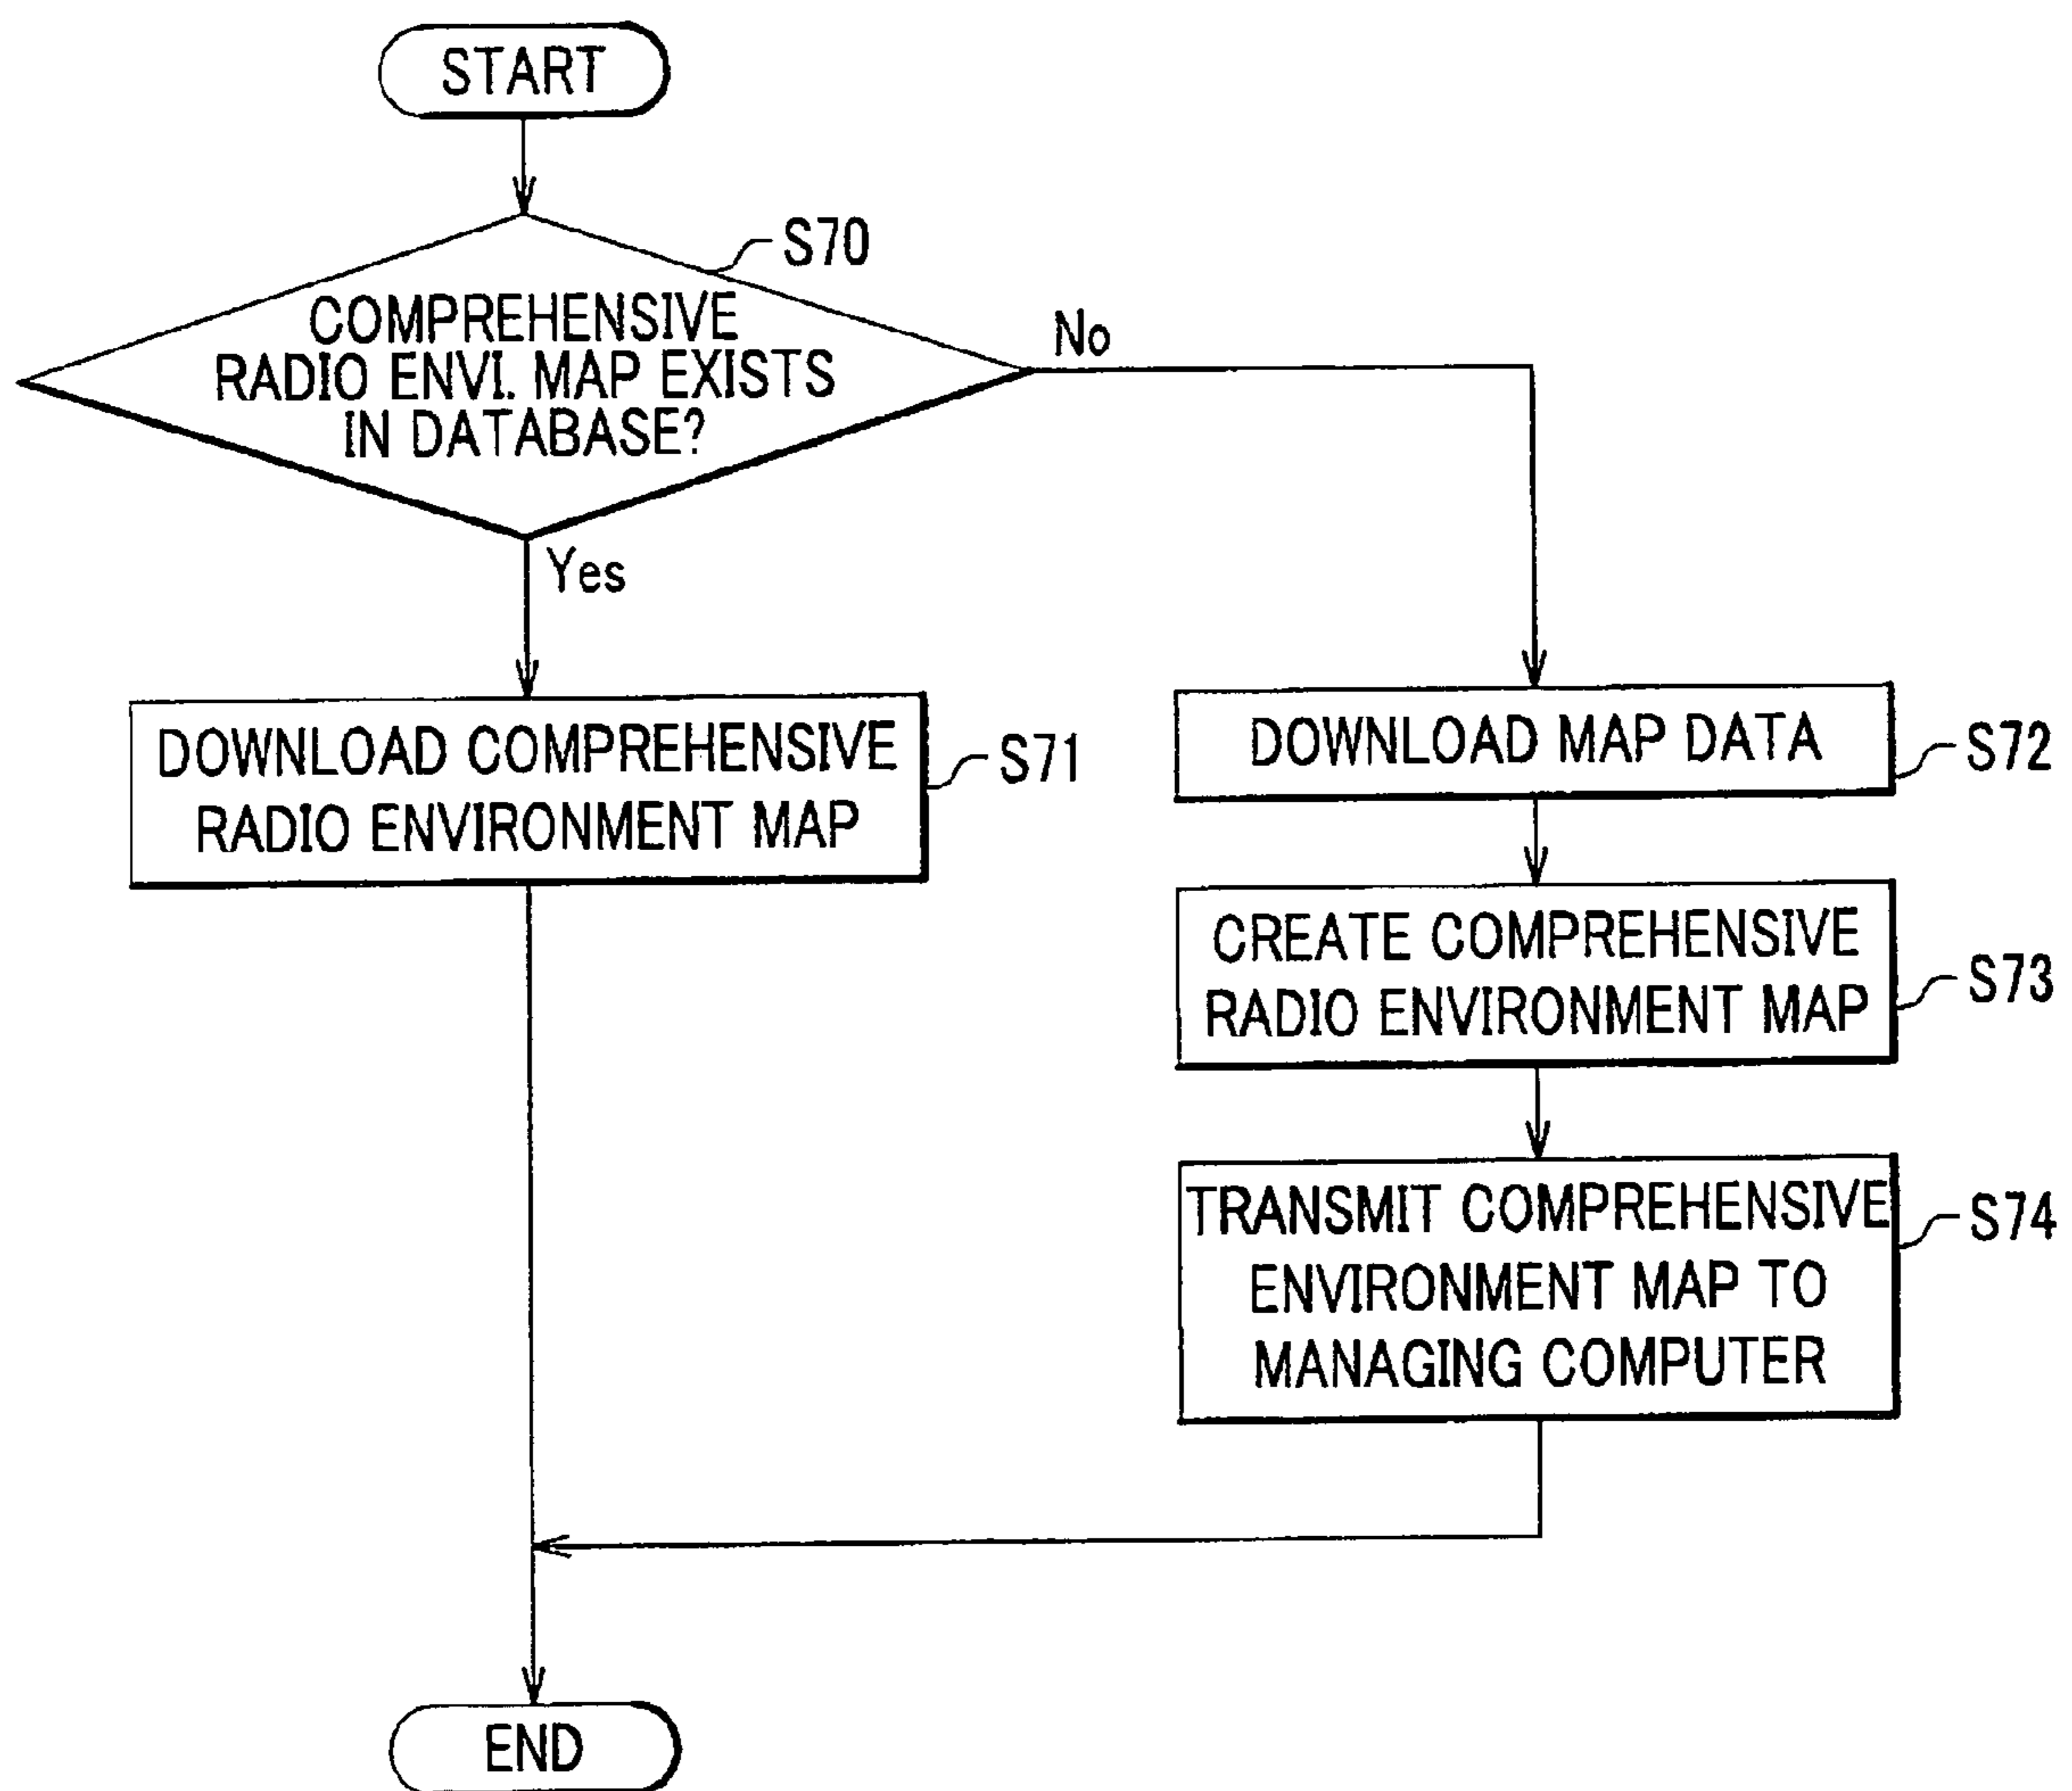 START
S70
COMPREHENSIVE
RADIO ENVI. MAP EXISTS
IN DATABASE?
No
Yes
DOWNLOAD COMPREHENSIVE
RADIO ENVIRONMENT MAP
S71
DOWNLOAD MAP DATA
S72
CREATE COMPREHENSIVE
RADIO ENVIRONMENT MAP
S73
TRANSMIT COMPREHENSIVE
ENVIRONMENT MAP TO
MANAGING COMPUTER
S74
END